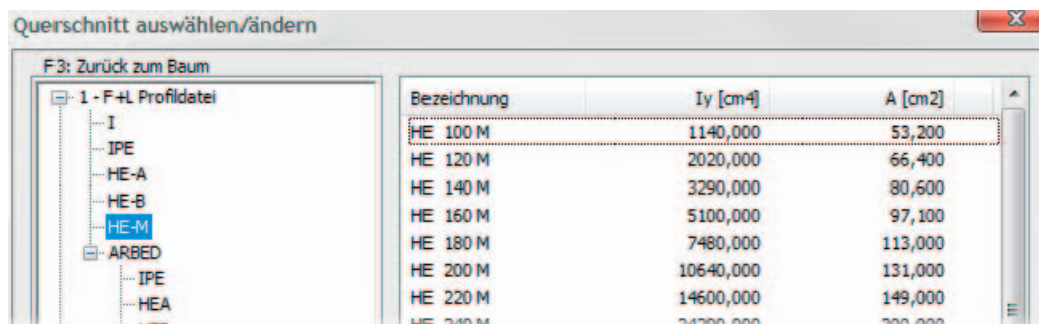 Querschnitt auswählen/ändern
F3: Zurück zum Baum
1 - F+L Profildatei
I
IPE
HE-A
HE-B
HE-M
ARBED
IPE
HEA
Bezeichnung Iy [cm4] A [cm2]
HE 100 M 1140,000 53,200
HE 120 M 2020,000 66,400
HE 140 M 3290,000 80,600
HE 160 M 5100,000 97,100
HE 180 M 7480,000 113,000
HE 200 M 10640,000 131,000
HE 220 M 14600,000 149,000